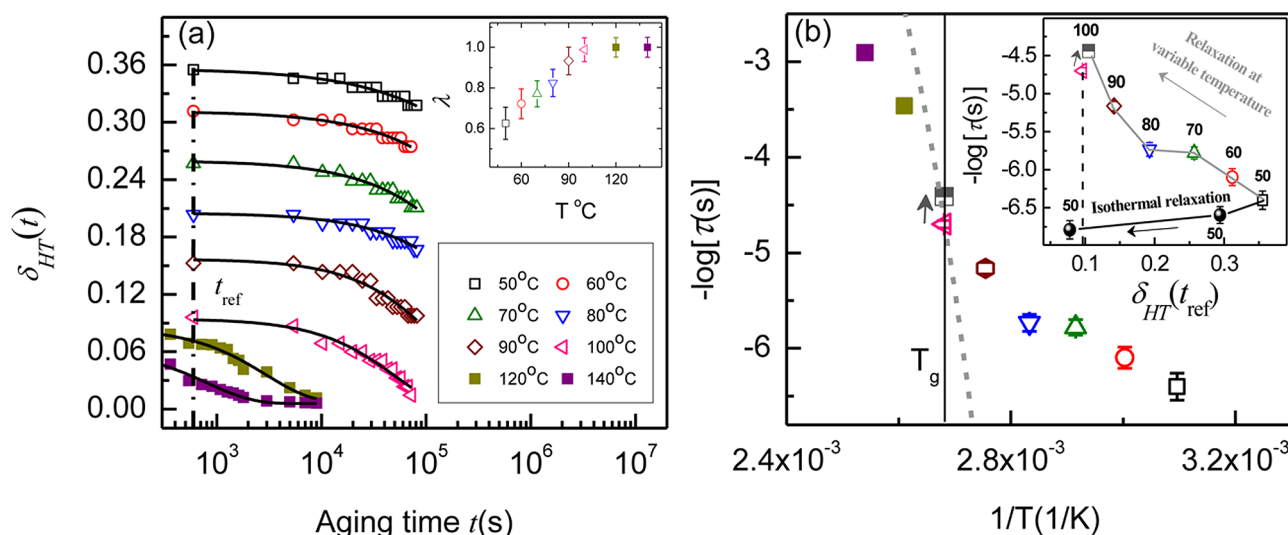 (a)
δHT(t)
0.36
0.30
0.24
0.18
0.12
0.06
0.00
tref
10³
10⁴
10⁵
10⁶
10⁷
Aging time t(s)
λ
1.0
0.8
0.6
60
90
120
T °C
50°C
60°C
70°C
80°C
90°C
100°C
120°C
140°C
(b)
-log[τ(s)]
-3
-4
-5
-6
Tg
2.4x10⁻³
2.8x10⁻³
3.2x10⁻³
1/T(1/K)
-log[τ(s)]
-4.5
-5.0
-5.5
-6.0
-6.5
100
90
80
70
60
50
50
50
Relaxation at
variable temperature
Isothermal relaxation
0.1
0.2
0.3
δHT(tref)